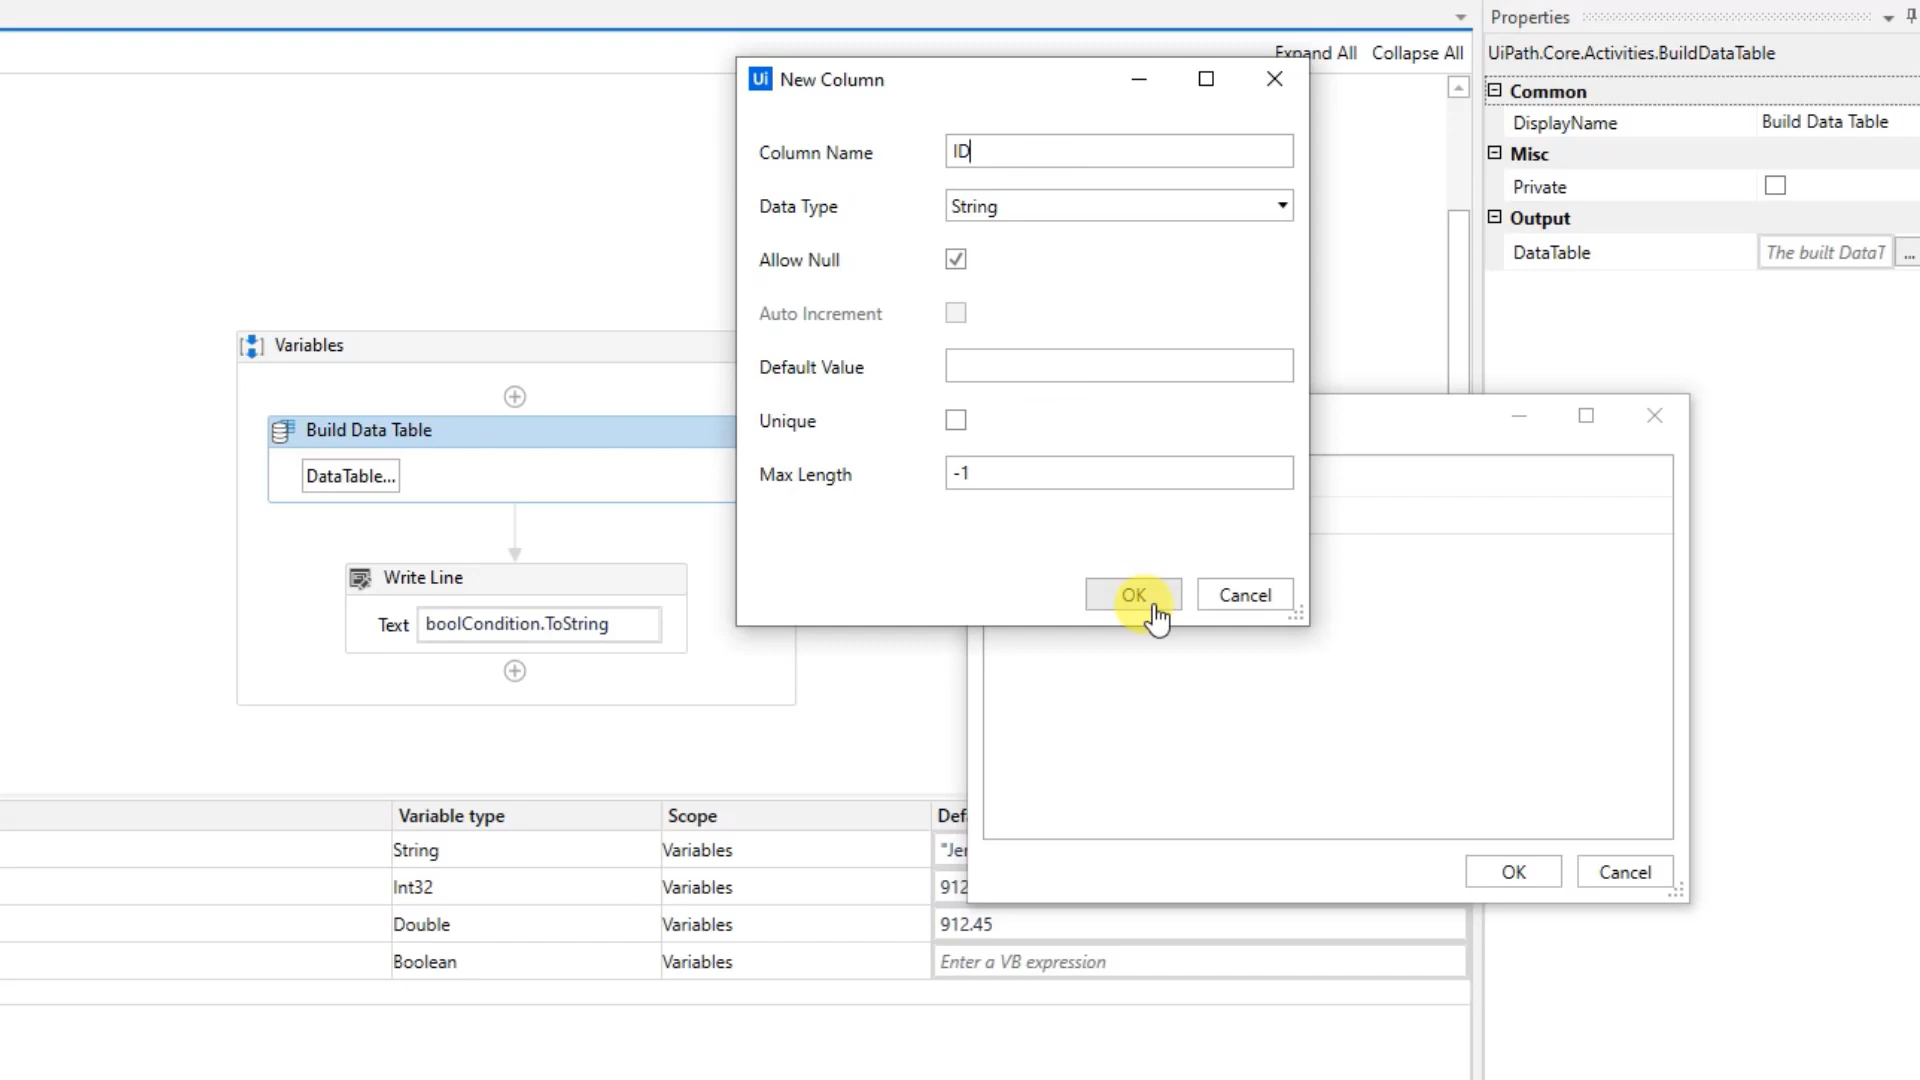 Properties
Expand All Collapse All
UiPath.Core.Activities.BuildDataTable
Common
DisplayName Build Data Table
Misc
Private
Output
DataTable The built DataT ...
Ui New Column
Column Name ID
Data Type String
Allow Null
Auto Increment
Default Value
Unique
Max Length -1
OK Cancel
Variables
Build Data Table
DataTable...
Write Line
Text boolCondition.ToString
OK Cancel
Variable type Scope Defa
String Variables "Jer
Int32 Variables 912
Double Variables 912.45
Boolean Variables Enter a VB expression